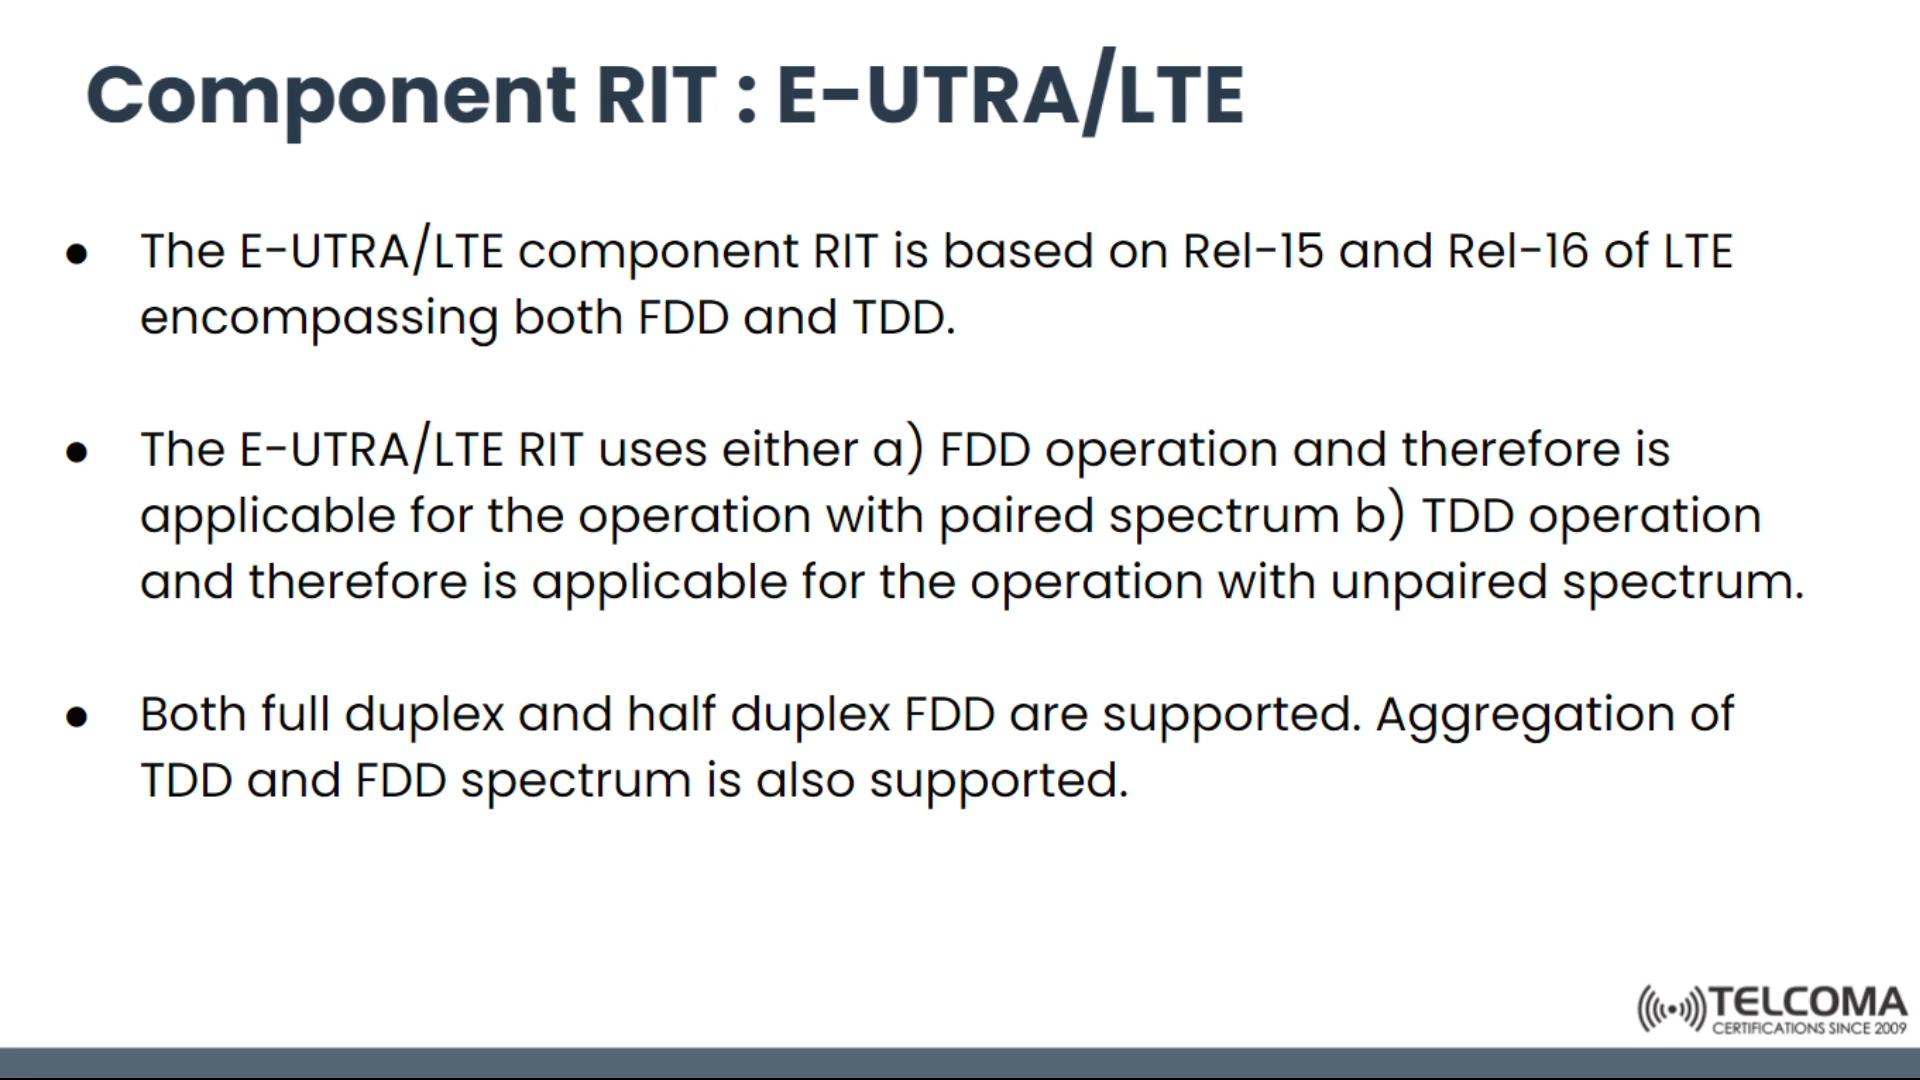 Component RIT : E-UTRA/LTE
● The E-UTRA/LTE component RIT is based on Rel-15 and Rel-16 of LTE
encompassing both FDD and TDD.
● The E-UTRA/LTE RIT uses either a) FDD operation and therefore is
applicable for the operation with paired spectrum b) TDD operation
and therefore is applicable for the operation with unpaired spectrum.
● Both full duplex and half duplex FDD are supported. Aggregation of
TDD and FDD spectrum is also supported.
TELCOMA
CERTIFICATIONS SINCE 2009